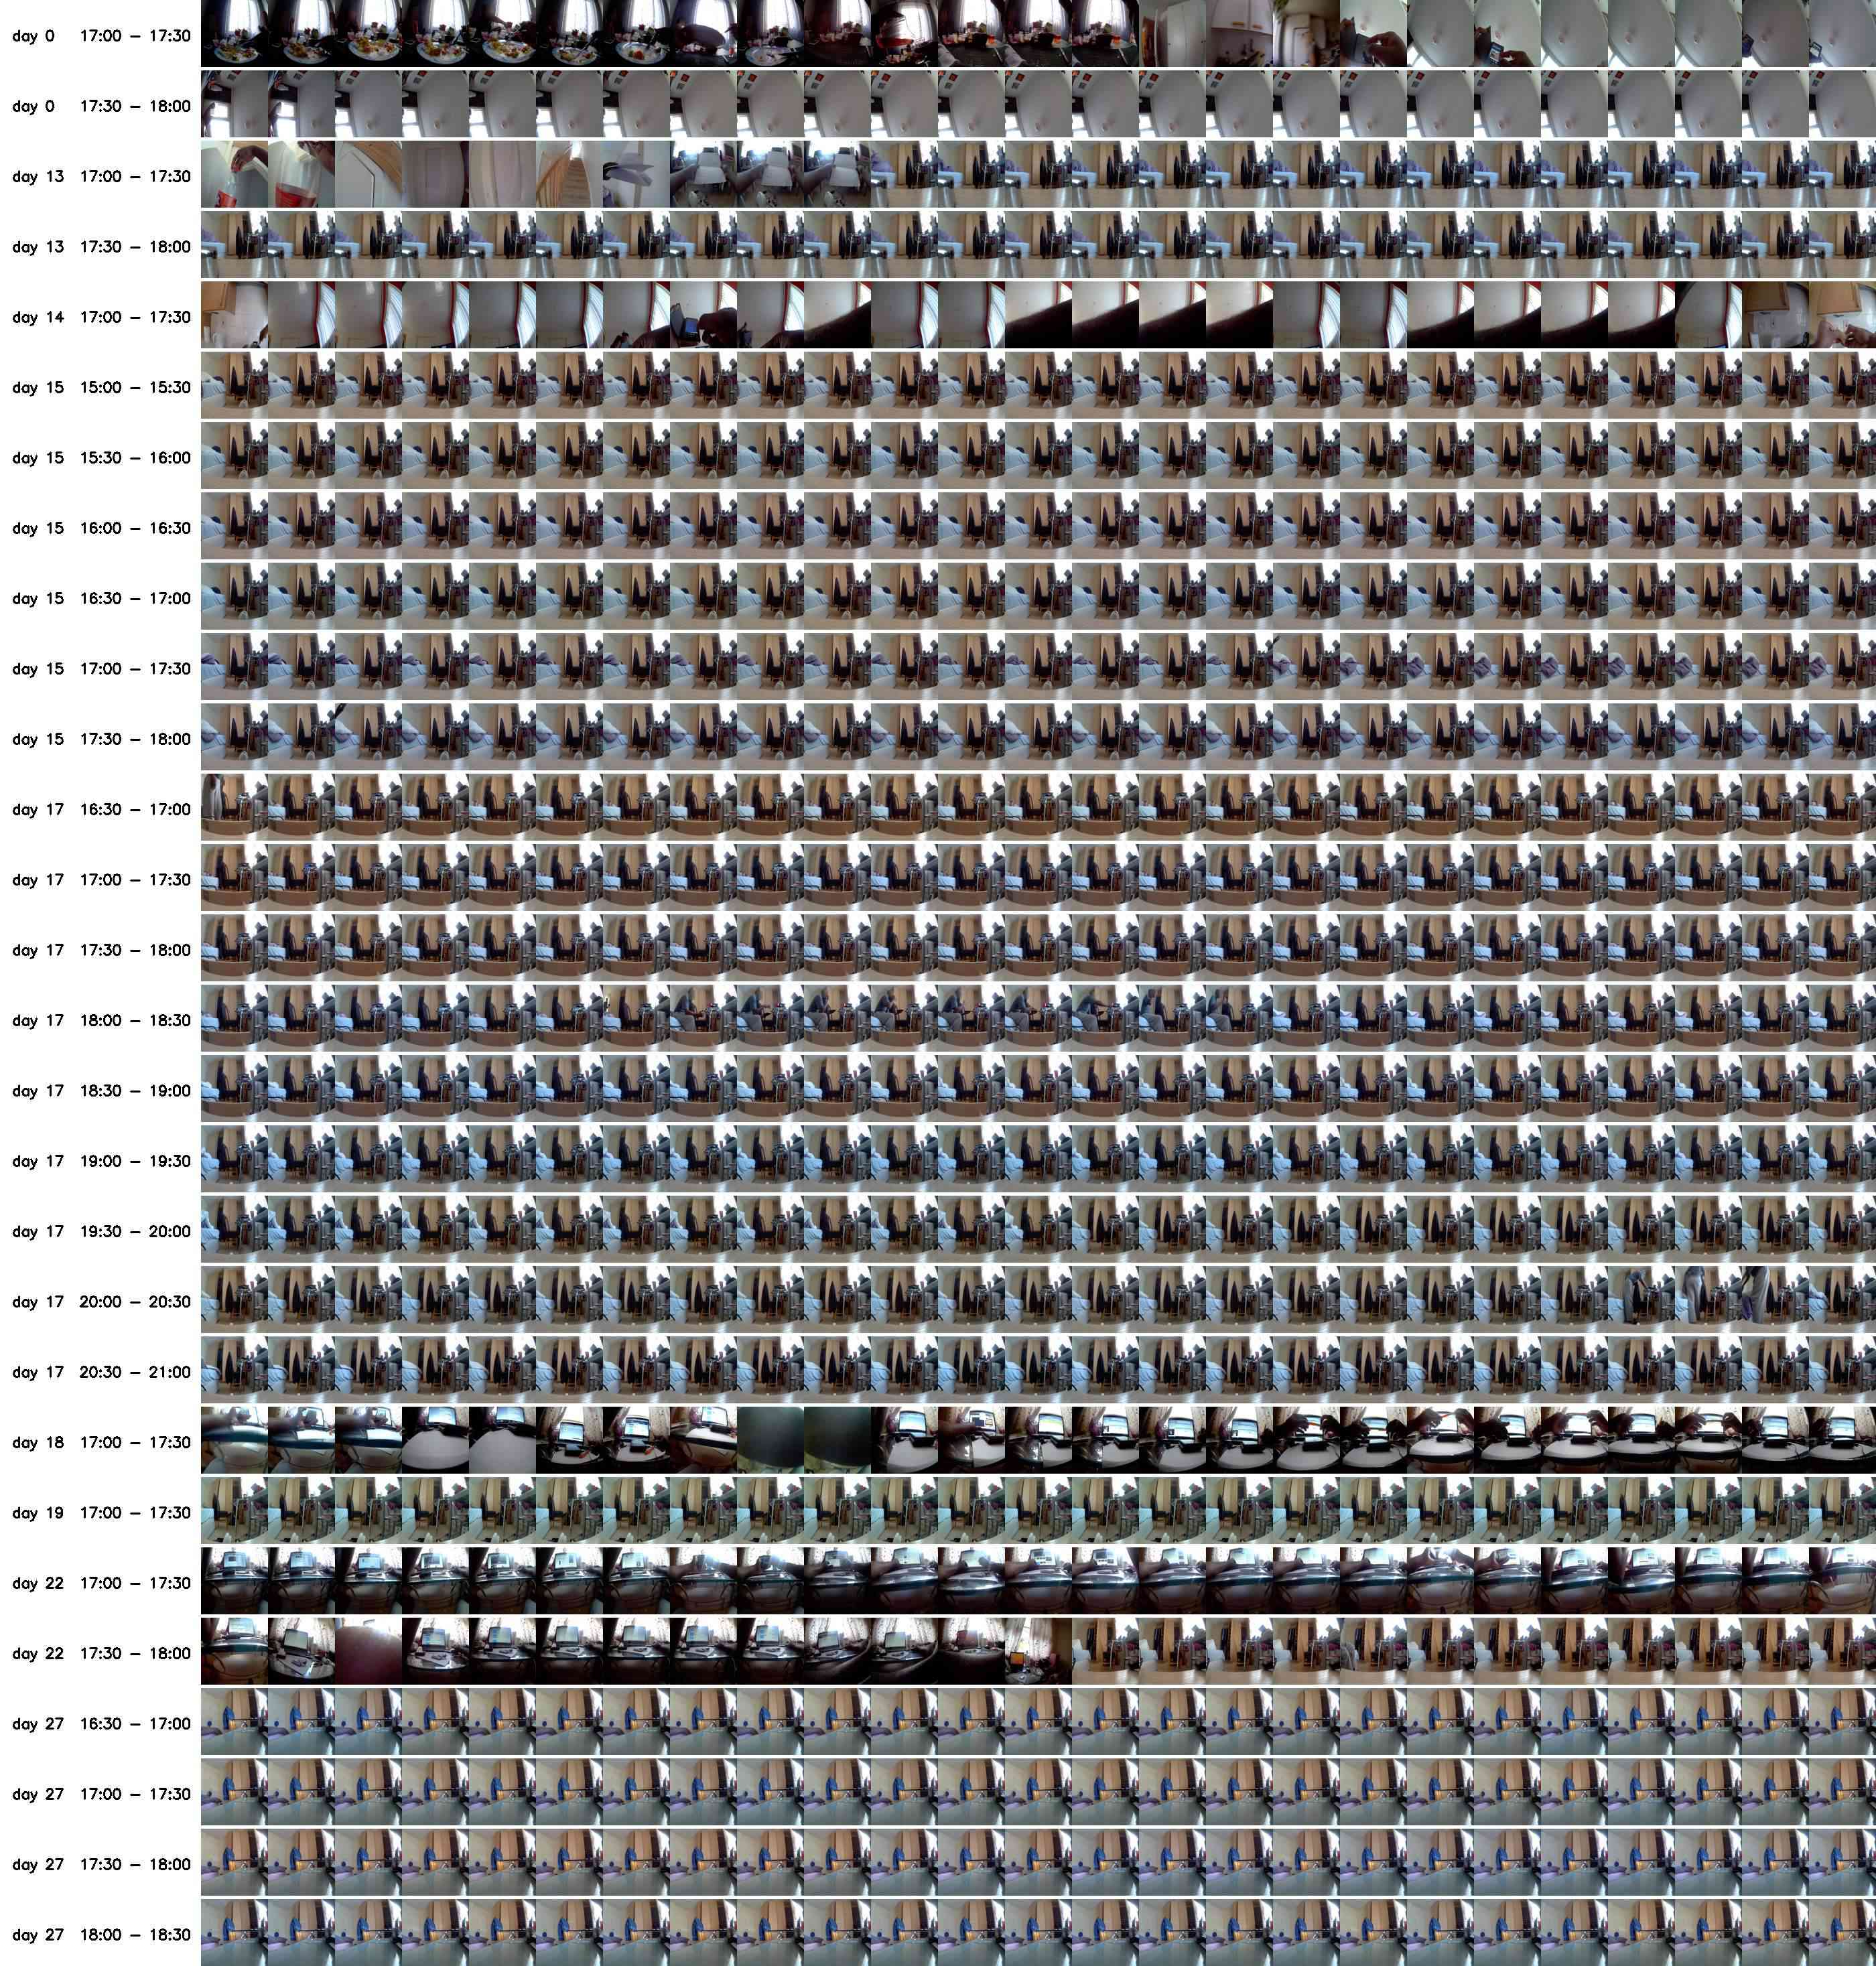 day 0 17:00 – 17:30
day 0 17:30 – 18:00
day 13 17:00 – 17:30
day 13 17:30 – 18:00
day 14 17:00 – 17:30
day 15 15:00 – 15:30
day 15 15:30 – 16:00
day 15 16:00 – 16:30
day 15 16:30 – 17:00
day 15 17:00 – 17:30
day 15 17:30 – 18:00
day 17 16:30 – 17:00
day 17 17:00 – 17:30
day 17 17:30 – 18:00
day 17 18:00 – 18:30
day 17 18:30 – 19:00
day 17 19:00 – 19:30
day 17 19:30 – 20:00
day 17 20:00 – 20:30
day 17 20:30 – 21:00
day 18 17:00 – 17:30
day 19 17:00 – 17:30
day 22 17:00 – 17:30
day 22 17:30 – 18:00
day 27 16:30 – 17:00
day 27 17:00 – 17:30
day 27 17:30 – 18:00
day 27 18:00 – 18:30